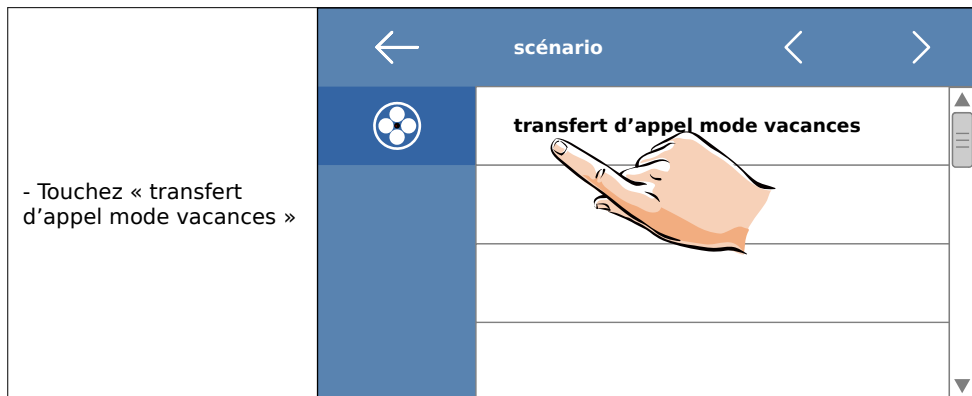 - Touchez « transfert
d’appel mode vacances »
scénario
transfert d’appel mode vacances